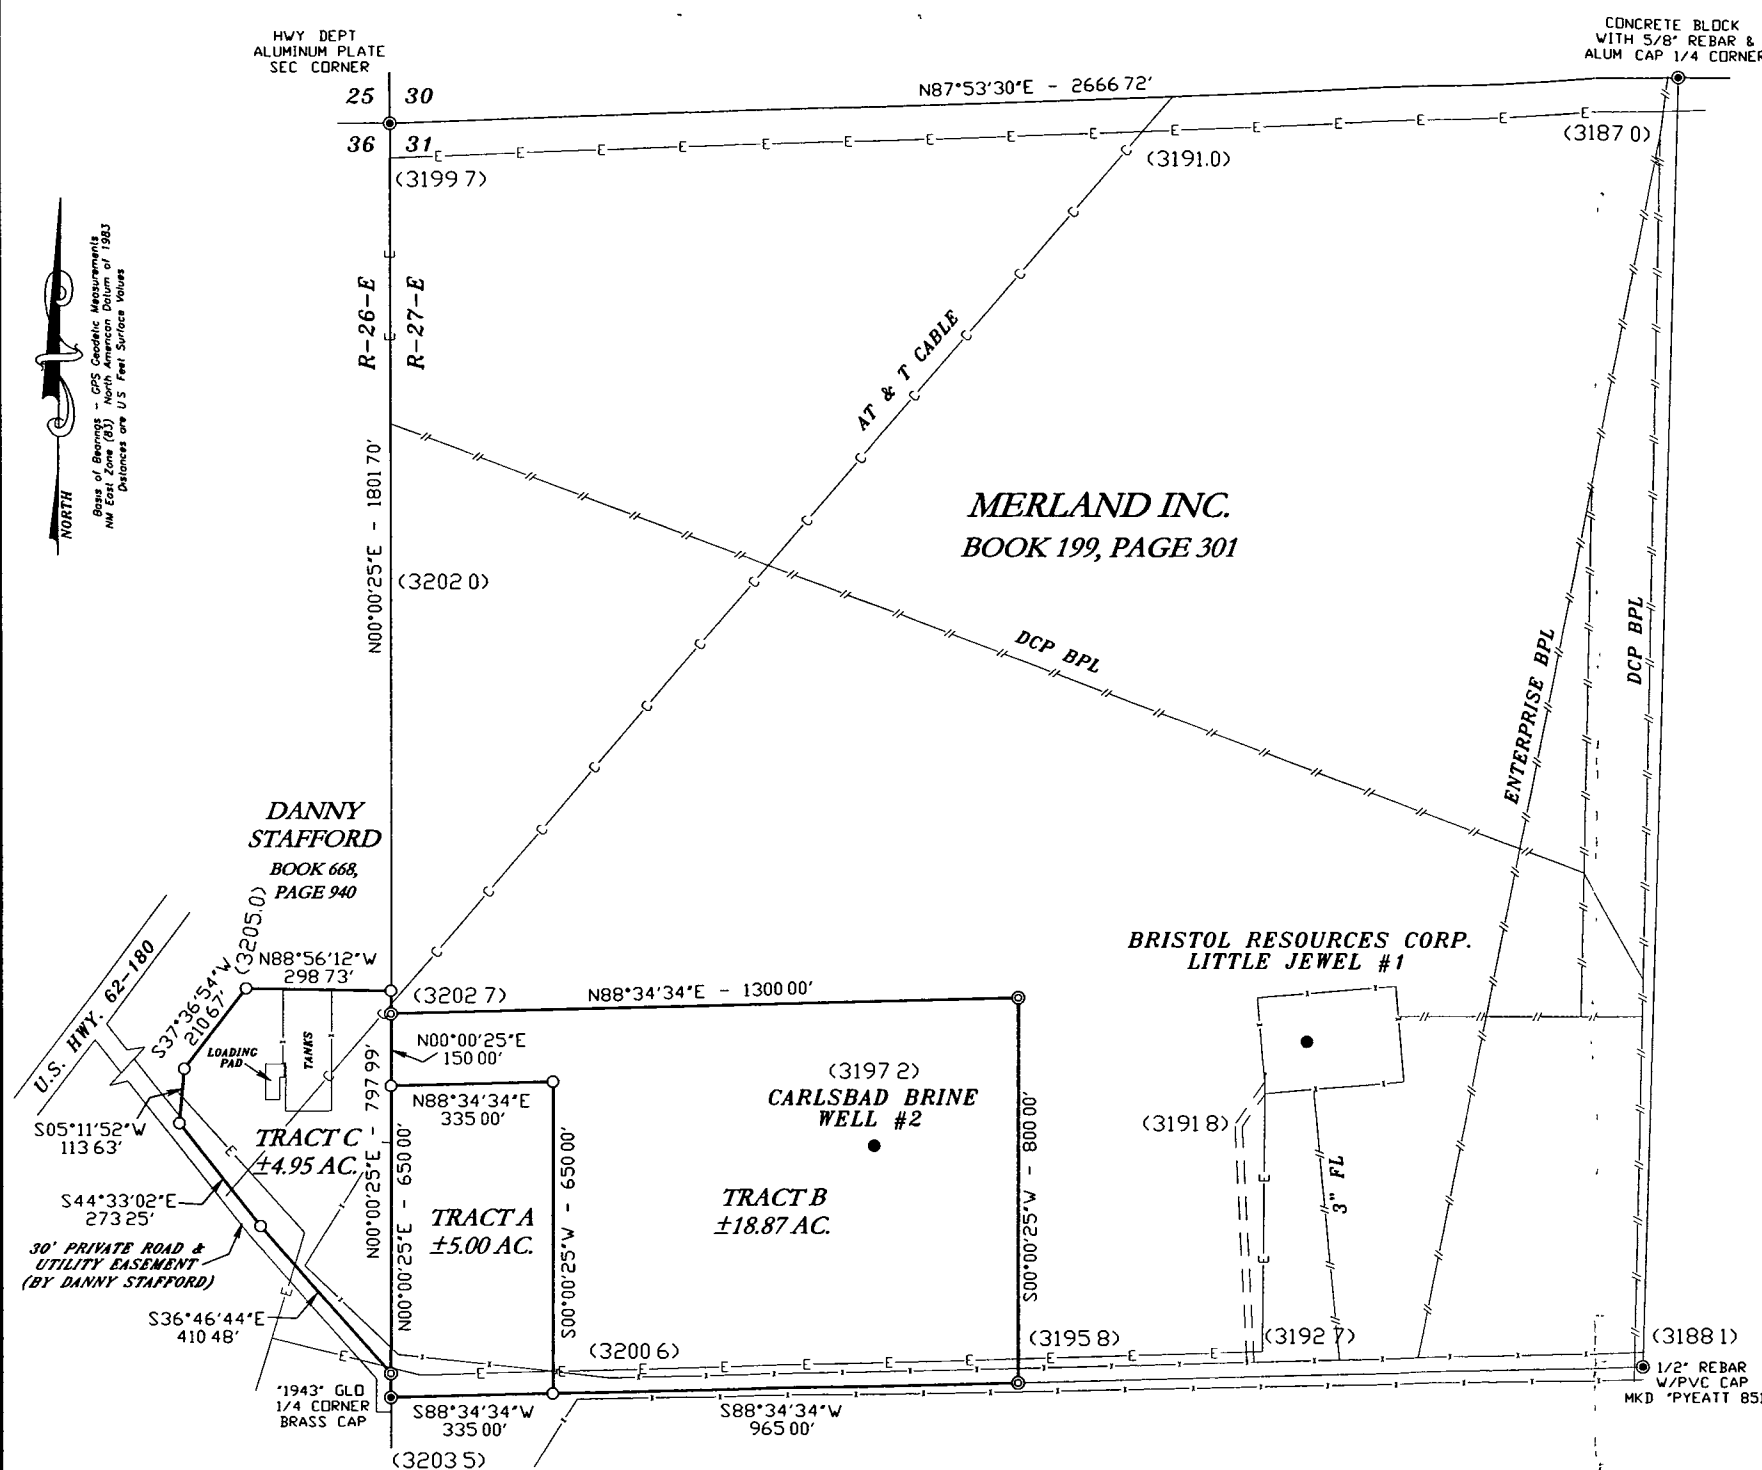 HWY DEPT
ALUMINUM PLATE
SEC CORNER
CONCRETE BLOCK
WITH 5/8" REBAR &
ALUM CAP 1/4 CORNER
25 30
36 31
N87°53'30"E - 2666 72'
(3199 7)
(3191.0)
(3187 0)
NORTH
Basis of Bearings - GPS Geodetic Measurements
NM East Zone (83) North American Datum of 1983
Distances are US Feet Surface Values
R-26-E
R-27-E
AT & T CABLE
N00°00'25"E - 1801 70'
(3202 0)
MERLAND INC.
BOOK 199, PAGE 301
DCP BPL
ENTERPRISE BPL
DCP BPL
DANNY
STAFFORD
BOOK 668,
PAGE 940
(3205.0)
U.S. HWY. 62-180
S37°36'54"W
210 67'
N88°56'12"W
298 73'
(3202 7)
N88°34'34"E - 1300 00'
BRISTOL RESOURCES CORP.
LITTLE JEWEL #1
LOADING
PAD
TANKS
N00°00'25"E
150 00'
N88°34'34"E
335 00'
(3197 2)
CARLSBAD BRINE
WELL #2
(3191 8)
S05°11'52"W
113 63'
TRACT C
±4.95 AC.
N00°00'25"E - 797 99'
N00°00'25"E - 650 00'
S00°00'25"W - 650 00'
S00°00'25"W - 800 00'
3" FL
S44°33'02"E
273 25'
TRACT A
±5.00 AC.
TRACT B
±18.87 AC.
30' PRIVATE ROAD &
UTILITY EASEMENT
(BY DANNY STAFFORD)
S36°46'44"E
410 48'
(3200 6)
(3195 8)
(3192 7)
(3188 1)
"1943" GLO
1/4 CORNER
BRASS CAP
S88°34'34"W
335 00'
S88°34'34"W
965 00'
1/2" REBAR
W/PVC CAP
MKD "PYEATT 851
(3203 5)